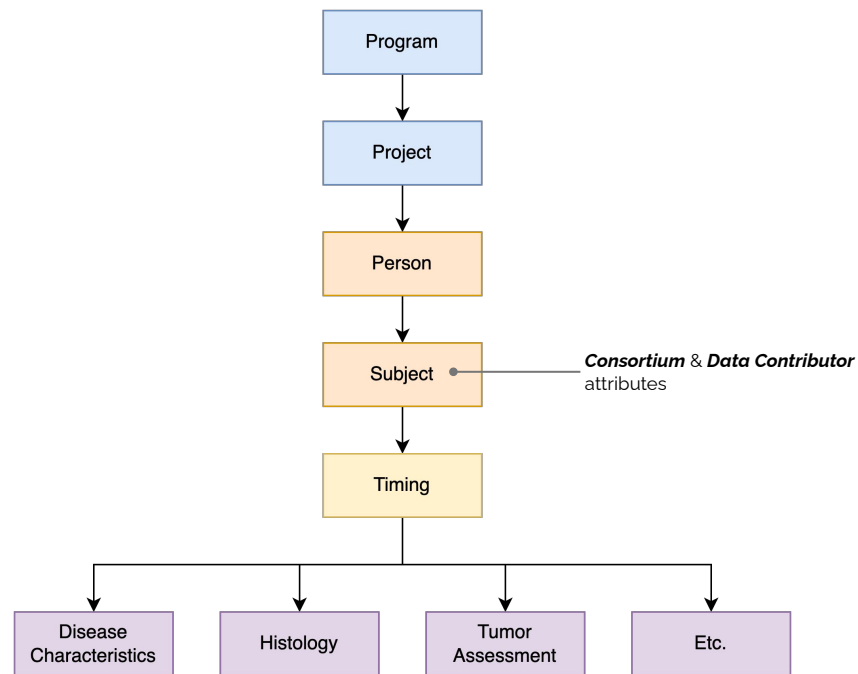 Program
Project
Person
Subject
Consortium & Data Contributor
attributes
Timing
Disease
Characteristics
Histology
Tumor
Assessment
Etc.